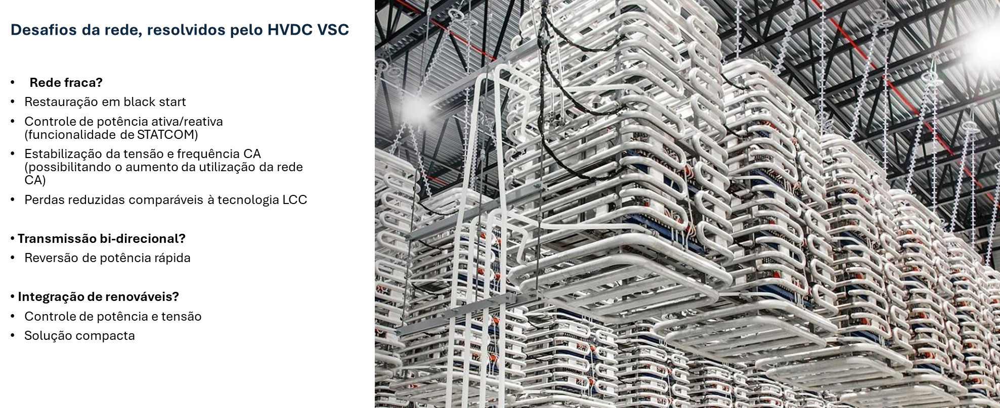 Desafios da rede, resolvidos pelo HVDC VSC
• Rede fraca?
• Restauração em black start
• Controle de potência ativa/reativa
(funcionalidade de STATCOM)
• Estabilização da tensão e frequência CA
(possibilitando o aumento da utilização da rede
CA)
• Perdas reduzidas comparáveis à tecnologia LCC
• Transmissão bi-direcional?
• Reversão de potência rápida
• Integração de renováveis?
• Controle de potência e tensão
• Solução compacta